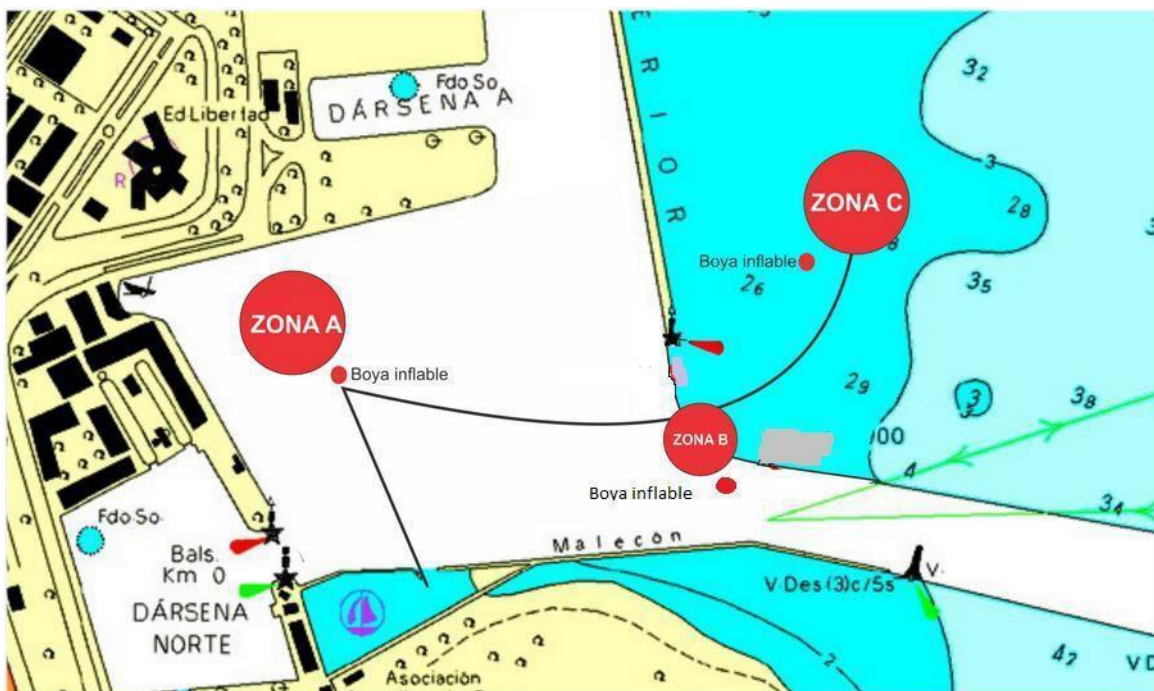 E R I O R
Fdo So.
DÁRSENA A
Ed Libertad
R
32
3
28
ZONA C
6
Boya inflable
26
35
ZONA A
Boya inflable
29
3
38
ZONA B
00
4
34
Boya inflable
Fdo So.
Bals.
Km 0
Malecón
V.Des(3)c/5s
V.
DÁRSENA
NORTE
2
42
V D
Asociación